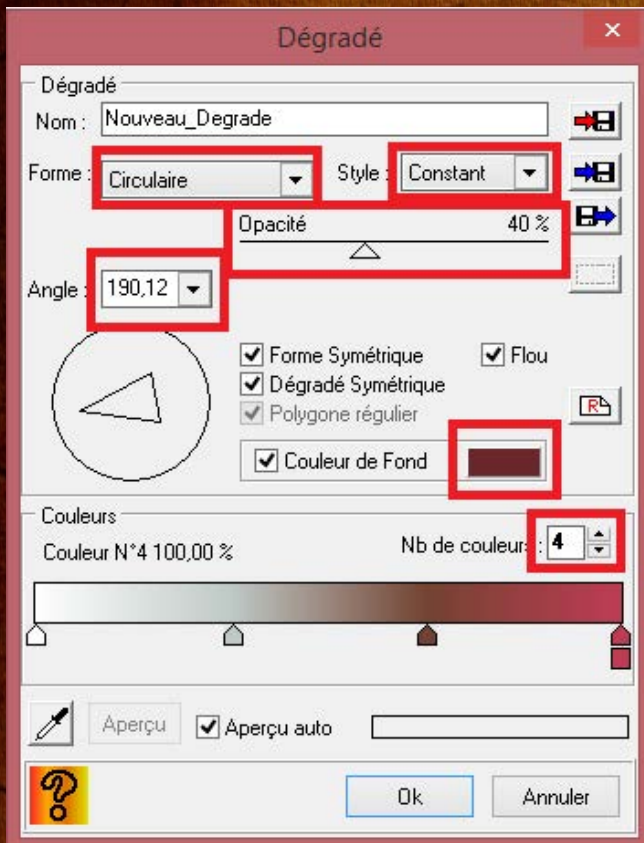 Dégradé
Dégradé
Nom : Nouveau_Degrade
Forme : Circulaire Style : Constant
Opacité 40 %
Angle : 190,12
Forme Symétrique Flou
Dégradé Symétrique
Polygone régulier
R
Couleur de Fond
Couleurs
Couleur N°4 100,00 % Nb de couleurs : 4
Aperçu Aperçu auto
Ok Annuler